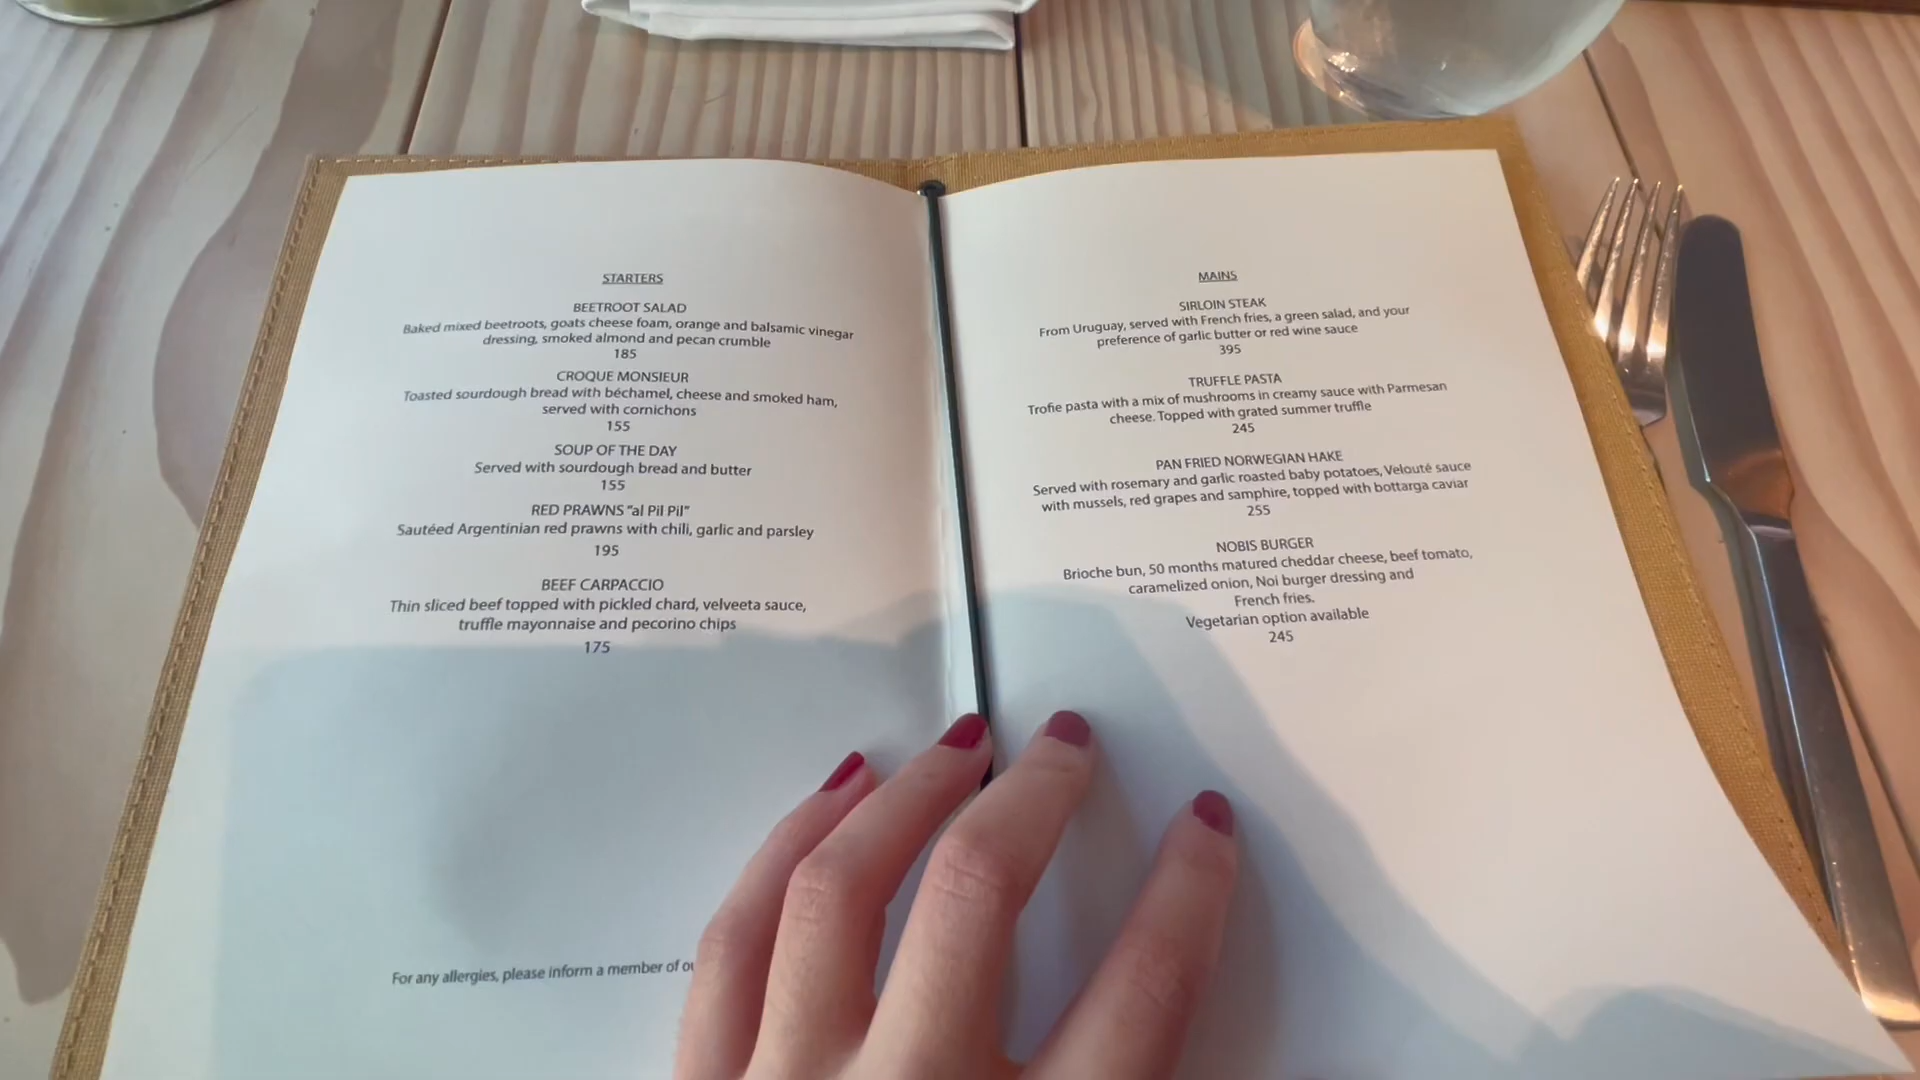 STARTERS
BEETROOT SALAD
Baked mixed beetroots, goats cheese foam, orange and balsamic vinegar
dressing, smoked almond and pecan crumble
185
CROQUE MONSIEUR
Toasted sourdough bread with béchamel, cheese and smoked ham,
served with cornichons
155
SOUP OF THE DAY
Served with sourdough bread and butter
155
RED PRAWNS "al Pil Pil"
Sautéed Argentinian red prawns with chili, garlic and parsley
195
BEEF CARPACCIO
Thin sliced beef topped with pickled chard, velveeta sauce,
truffle mayonnaise and pecorino chips
175
For any allergies, please inform a member of
MAINS
SIRLOIN STEAK
From Uruguay, served with French fries, a green salad, and your
preference of garlic butter or red wine sauce
395
TRUFFLE PASTA
Trofie pasta with a mix of mushrooms in creamy sauce with Parmesan
cheese. Topped with grated summer truffle
245
PAN FRIED NORWEGIAN HAKE
Served with rosemary and garlic roasted baby potatoes, Velouté sauce
with mussels, red grapes and samphire, topped with bottarga caviar
255
NOBIS BURGER
Brioche bun, 50 months matured cheddar cheese, beef tomato,
caramelized onion, Noi burger dressing and
French fries.
Vegetarian option available
245